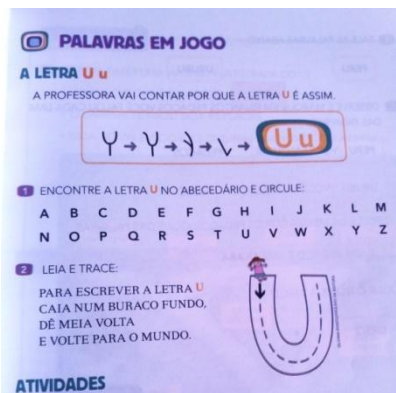 PALAVRAS EM JOGO
A LETRA U u
A PROFESSORA VAI CONTAR POR QUE A LETRA U É ASSIM.
U u
1 ENCONTRE A LETRA U NO ABECEDÁRIO E CIRCULE:
A B C D E F G H I J K L M
N O P Q R S T U V W X Y Z
2 LEIA E TRACE:
PARA ESCREVER A LETRA U
CAIA NUM BURACO FUNDO,
DÊ MEIA VOLTA
E VOLTE PARA O MUNDO.
ATIVIDADES